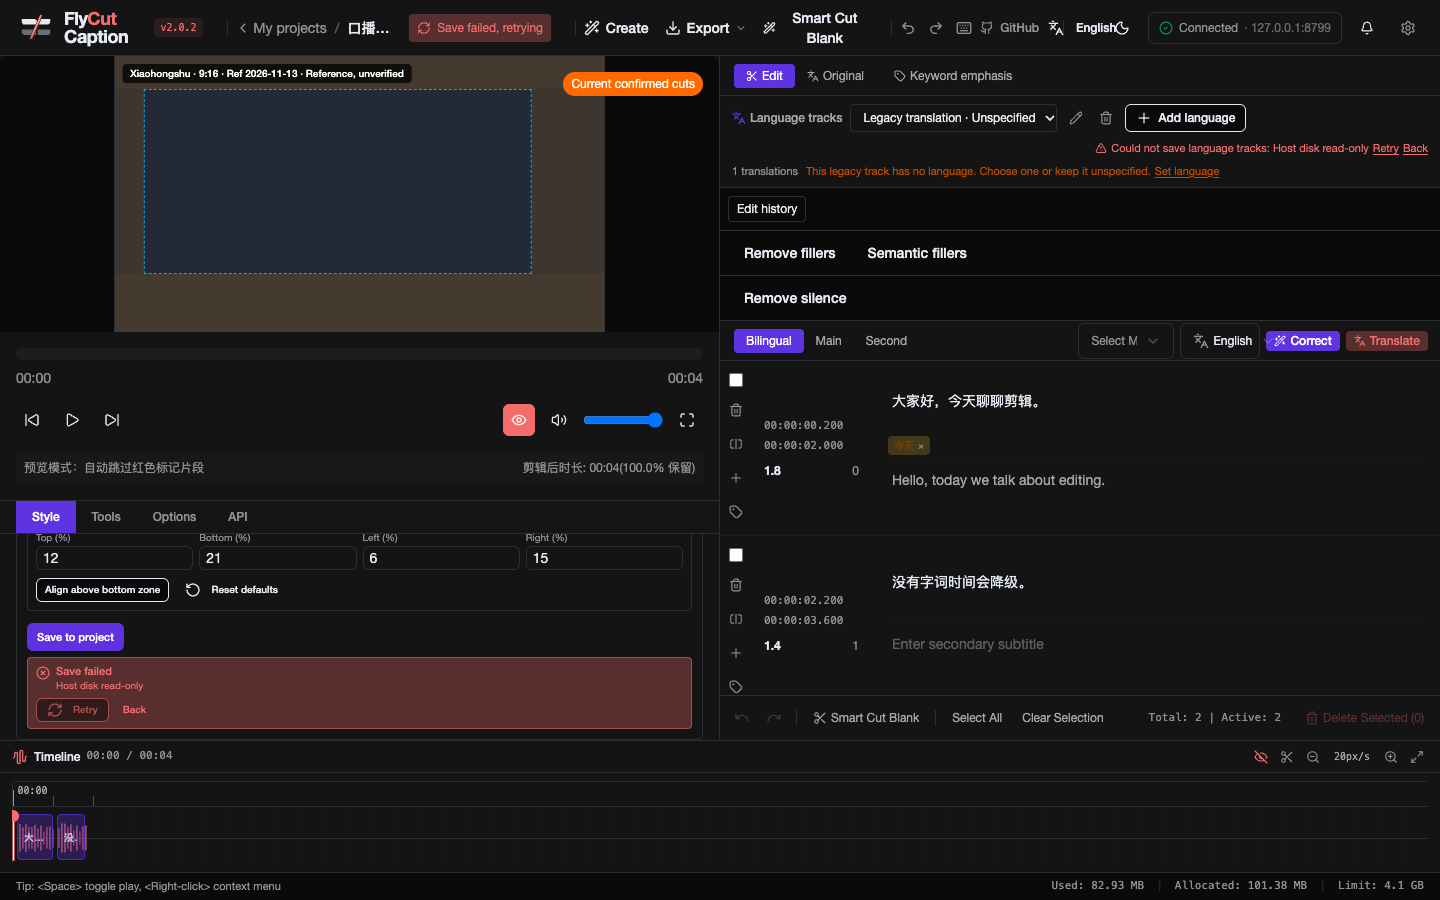 FlyCut Caption
v2.0.2
My projects / 口播...
Save failed, retrying
Create
Export
Smart Cut Blank
GitHub
English
Connected · 127.0.0.1:8799
Xiaohongshu · 9:16 · Ref 2026-11-13 · Reference, unverified
Current confirmed cuts
00:00
00:04
预览模式：自动跳过红色标记片段
剪辑后时长: 00:04(100.0% 保留)
Style
Tools
Options
API
Top (%)
Bottom (%)
Left (%)
Right (%)
12
21
6
15
Align above bottom zone
Reset defaults
Save to project
Save failed
Host disk read-only
Retry
Back
Edit
Original
Keyword emphasis
Language tracks
Legacy translation · Unspecified
Add language
Could not save language tracks: Host disk read-only Retry Back
1 translations
This legacy track has no language. Choose one or keep it unspecified. Set language
Edit history
Remove fillers
Semantic fillers
Remove silence
Bilingual
Main
Second
Select M
English
Correct
Translate
大家好，今天聊聊剪辑。
00:00:00.200
00:00:02.000
今天 ×
1.8
0
Hello, today we talk about editing.
没有字词时间会降级。
00:00:02.200
00:00:03.600
1.4
1
Enter secondary subtitle
Smart Cut Blank
Select All
Clear Selection
Total: 2 | Active: 2
Delete Selected (0)
Timeline
00:00 / 00:04
20px/s
00:00
大...
没.
Tip: <Space> toggle play, <Right-click> context menu
Used: 82.93 MB
Allocated: 101.38 MB
Limit: 4.1 GB